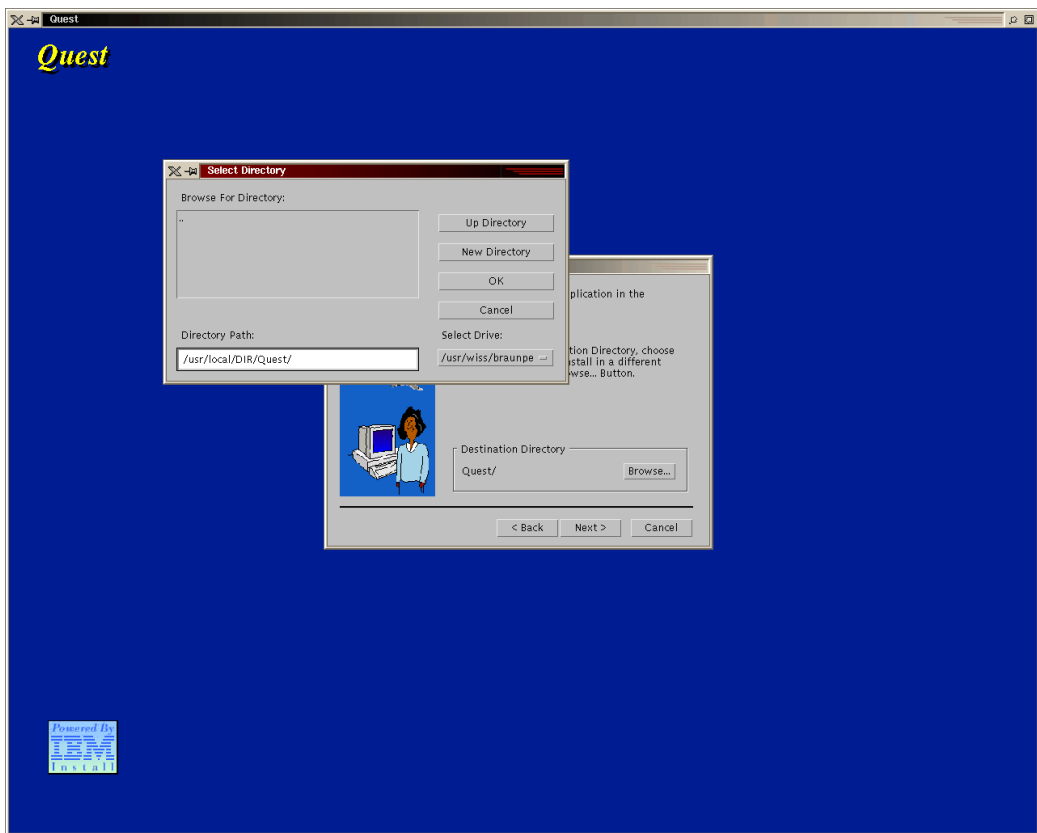 Quest
Quest
Select Directory
Browse For Directory:
..
Up Directory
New Directory
OK
Cancel
Directory Path:
Select Drive:
/usr/local/DIR/Quest/
/usr/wiss/braunpe
plication in the
tion Directory, choose
stall in a different
wse... Button.
Destination Directory
Quest/
Browse...
< Back
Next >
Cancel
Powered By
IBM
Install